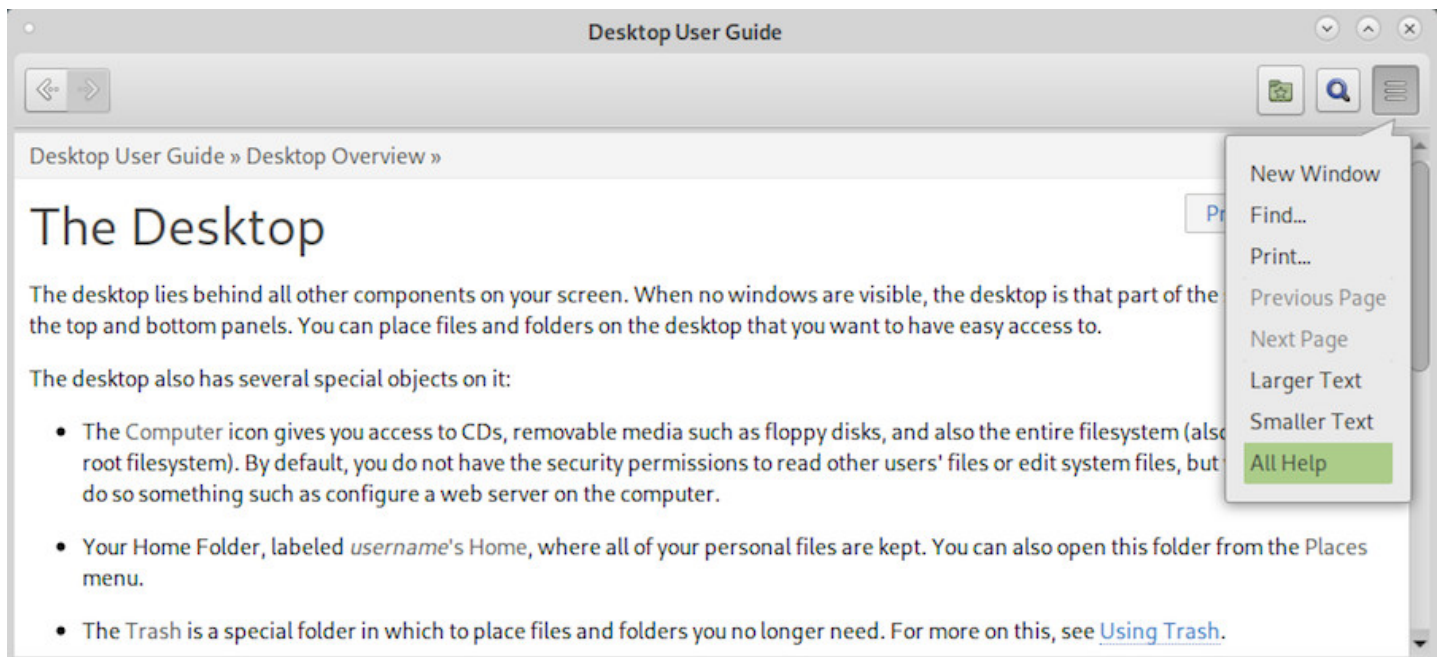 Desktop User Guide
Desktop User Guide » Desktop Overview »
New Window
Find...
Print...
Previous Page
Next Page
Larger Text
Smaller Text
All Help
The Desktop
The desktop lies behind all other components on your screen. When no windows are visible, the desktop is that part of the
the top and bottom panels. You can place files and folders on the desktop that you want to have easy access to.
The desktop also has several special objects on it:
• The Computer icon gives you access to CDs, removable media such as floppy disks, and also the entire filesystem
root filesystem). By default, you do not have the security permissions to read other users' files or edit system files, but
do so something such as configure a web server on the computer.
• Your Home Folder, labeled username's Home, where all of your personal files are kept. You can also open this folder from the Places
menu.
• The Trash is a special folder in which to place files and folders you no longer need. For more on this, see Using Trash.